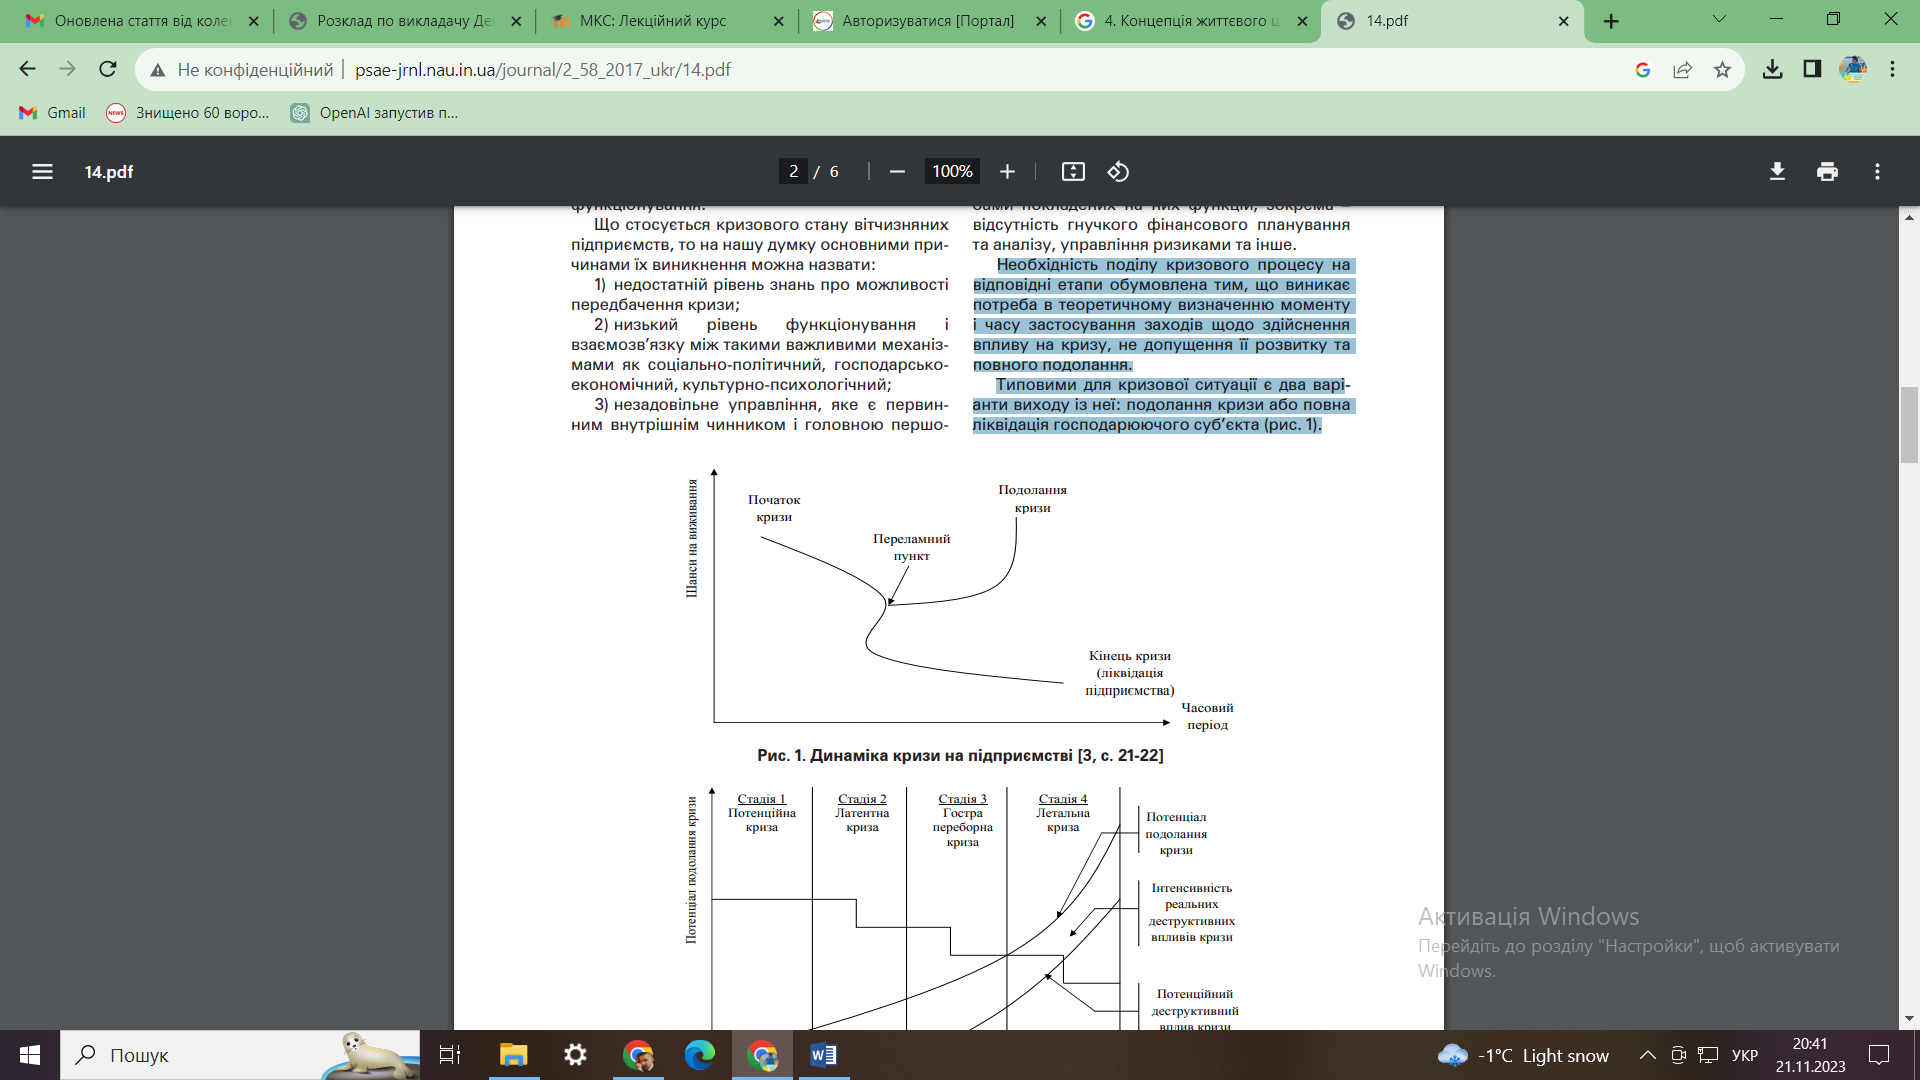 Оновлена стаття від колег
Розклад по викладачу Де
МКС: Лекційний курс
Авторизуватися [Портал]
4. Концепція життєвого ц
14.pdf
Не конфіденційний
psae-jrnl.nau.in.ua/journal/2_58_2017_ukr/14.pdf
Gmail
Знищено 60 воро...
OpenAI запустив п...
14.pdf
2 / 6
100%
функціонування.
Що стосується кризового стану вітчизняних
підприємств, то на нашу думку основними при-
чинами їх виникнення можна назвати:
1) недостатній рівень знань про можливості
передбачення кризи;
2) низький рівень функціонування і
взаємозв’язку між такими важливими механіз-
мами як соціально-політичний, господарсько-
економічний, культурно-психологічний;
3) незадовільне управління, яке є первин-
ним внутрішнім чинником і головною першо-
бами покладених на них функцій, зокрема –
відсутність гнучкого фінансового планування
та аналізу, управління ризиками та інше.
Необхідність поділу кризового процесу на
відповідні етапи обумовлена тим, що виникає
потреба в теоретичному визначенню моменту
і часу застосування заходів щодо здійснення
впливу на кризу, не допущення її розвитку та
повного подолання.
Типовими для кризової ситуації є два варі-
анти виходу із неї: подолання кризи або повна
ліквідація господарюючого суб’єкта (рис. 1).
Шанси на виживання
Початок
кризи
Переламний
пункт
Подолання
кризи
Кінець кризи
(ліквідація
підприємства)
Часовий
період
Рис. 1. Динаміка кризи на підприємстві [3, с. 21-22]
Потенціал подолання кризи
Стадія 1
Потенційна
криза
Стадія 2
Латентна
криза
Стадія 3
Гостра
переборна
криза
Стадія 4
Летальна
криза
Потенціал
подолання
кризи
Інтенсивність
реальних
деструктивних
впливів кризи
Потенційний
деструктивний
вплив кризи
Активація Windows
Перейдіть до розділу "Настройки", щоб активувати
Windows.
Пошук
-1°C Light snow
УКР
20:41
21.11.2023